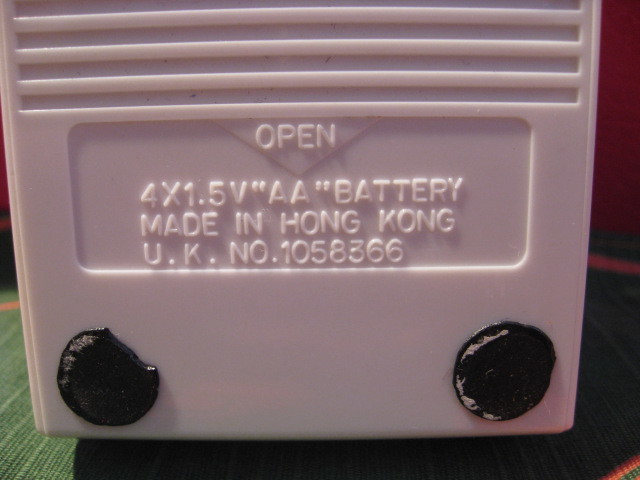 OPEN
4X1.5V"AA"BATTERY
MADE IN HONG KONG
U.K. NO.1058366